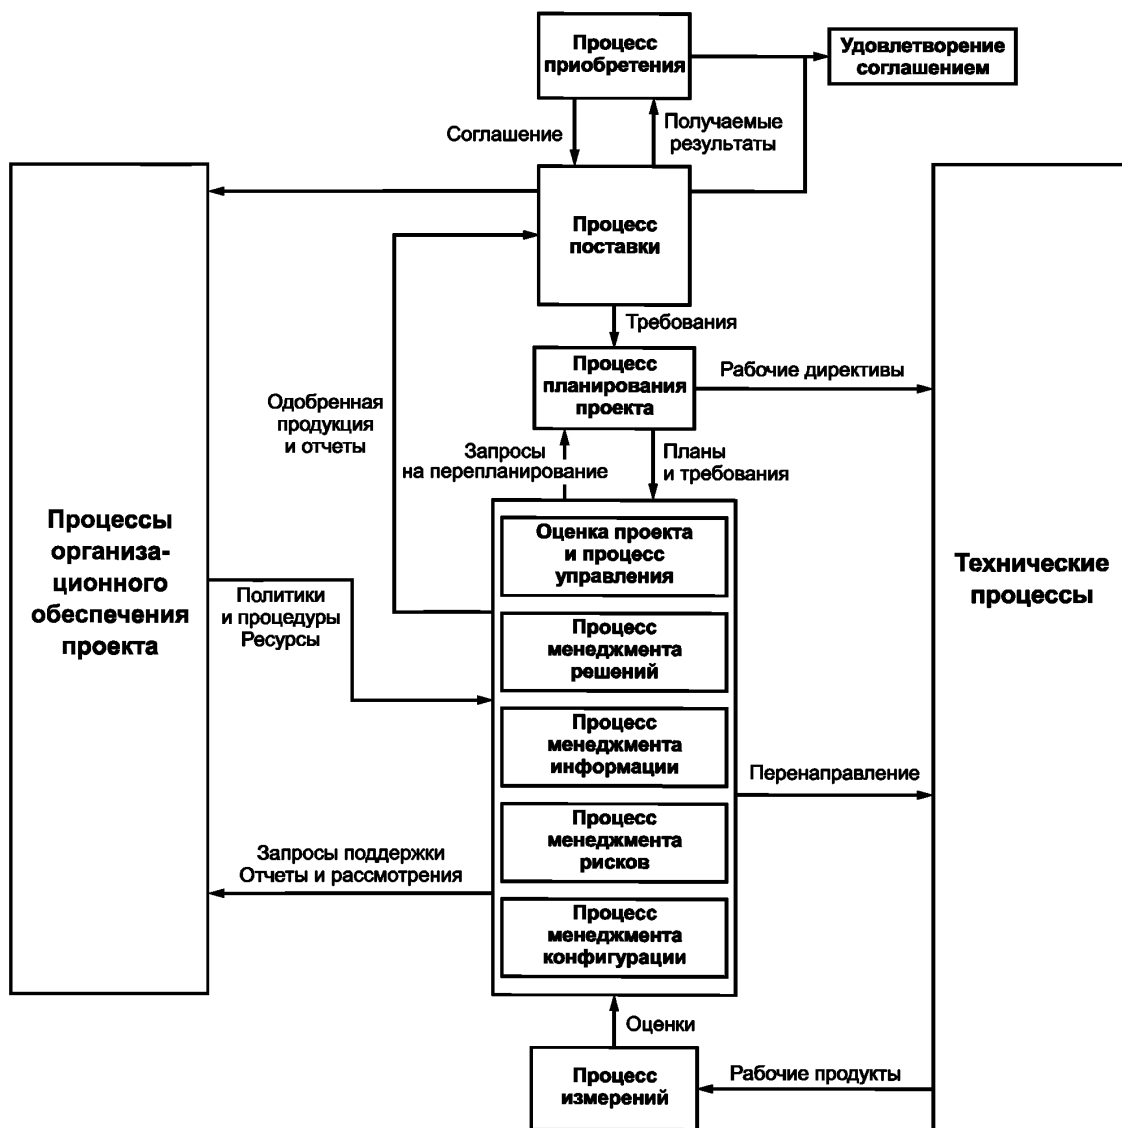 Процесс
приобретения
Удовлетворение
соглашением
Соглашение
Получаемые
результаты
Процесс
поставки
Требования
Процесс
планирования
проекта
Рабочие директивы
Одобренная
продукция
и отчеты
Запросы
на перепланирование
Планы
и требования
Процессы
организа-
ционного
обеспечения
проекта
Оценка проекта
и процесс
управления
Технические
процессы
Политики
и процедуры
Ресурсы
Процесс
менеджмента
решений
Процесс
менеджмента
информации
Перенаправление
Процесс
менеджмента
рисков
Запросы поддержки
Отчеты и рассмотрения
Процесс
менеджмента
конфигурации
Оценки
Процесс
измерений
Рабочие продукты